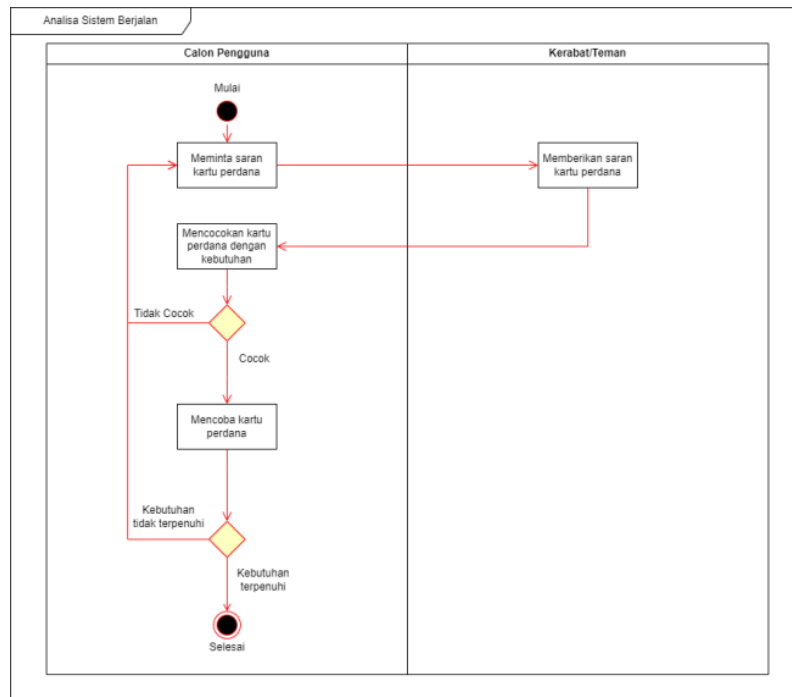 Analisa Sistem Berjalan
Calon Pengguna
Kerabat/Teman
Mulai
Meminta saran
kartu perdana
Memberikan saran
kartu perdana
Mencocokan kartu
perdana dengan
kebutuhan
Tidak Cocok
Cocok
Mencoba kartu
perdana
Kebutuhan
tidak terpenuhi
Kebutuhan
terpenuhi
Selesai